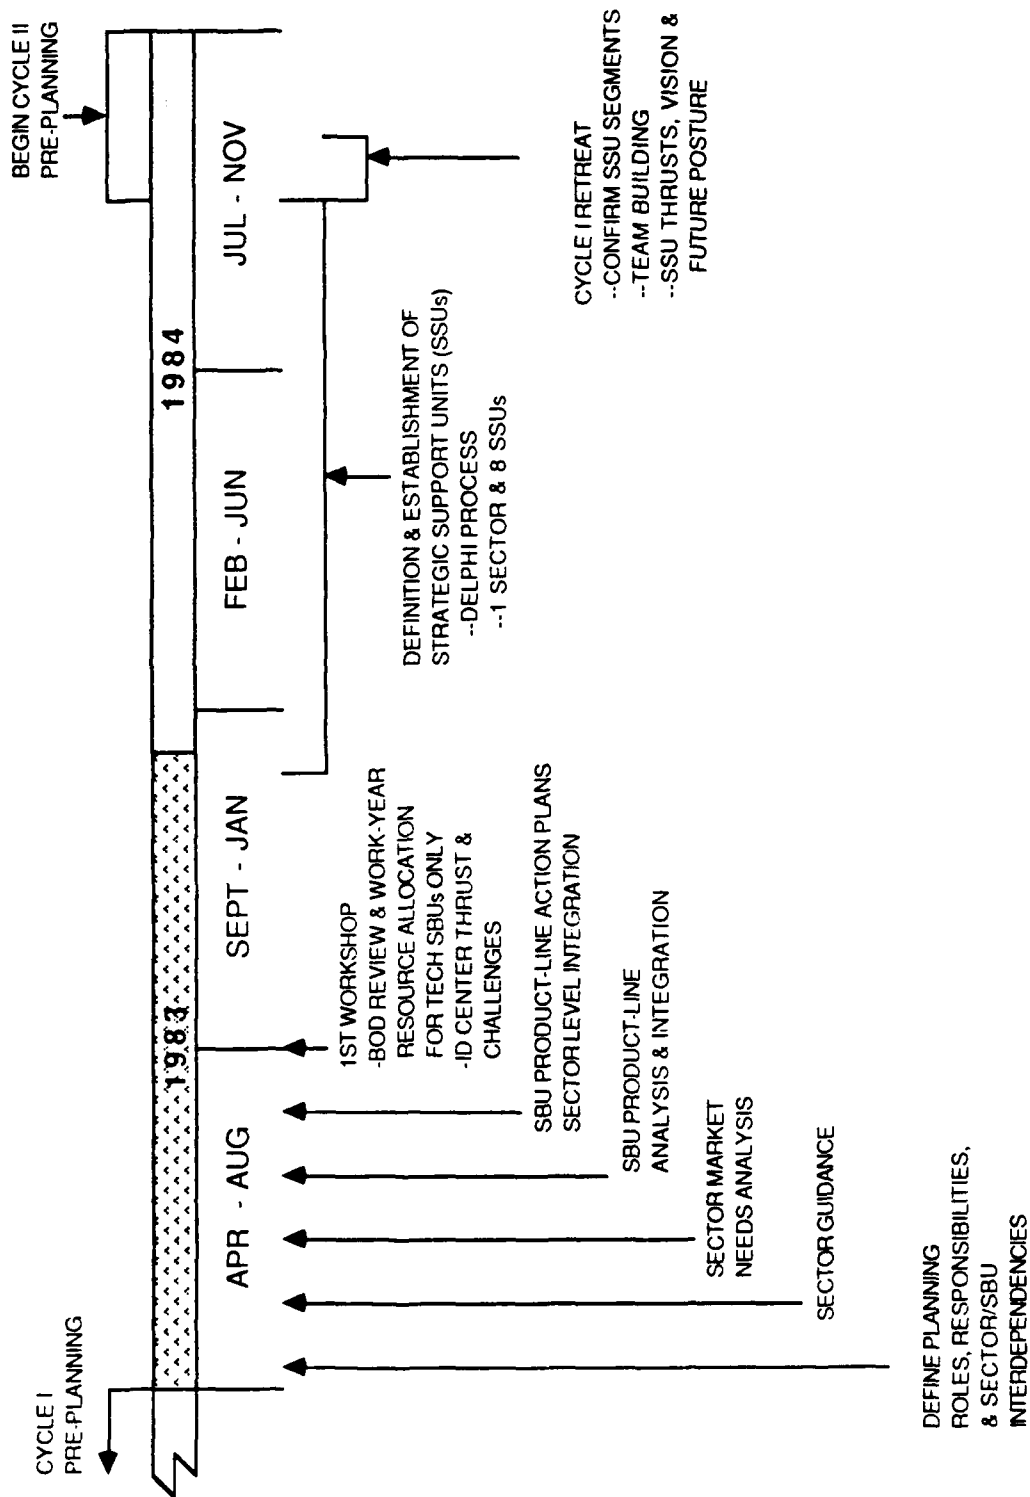 CYCLE I
PRE-PLANNING
BEGIN CYCLE II
PRE-PLANNING
1983
1984
APR - AUG
SEPT - JAN
FEB - JUN
JUL - NOV
1ST WORKSHOP
-BOD REVIEW & WORK-YEAR
RESOURCE ALLOCATION
FOR TECH SBUs ONLY
-ID CENTER THRUST &
CHALLENGES
SBU PRODUCT-LINE ACTION PLANS
SECTOR LEVEL INTEGRATION
SBU PRODUCT-LINE
ANALYSIS & INTEGRATION
SECTOR MARKET
NEEDS ANALYSIS
SECTOR GUIDANCE
DEFINE PLANNING
ROLES, RESPONSIBILITIES,
& SECTOR/SBU
INTERDEPENDENCIES
DEFINITION & ESTABLISHMENT OF
STRATEGIC SUPPORT UNITS (SSUs)
--DELPHI PROCESS
--1 SECTOR & 8 SSUs
CYCLE I RETREAT
--CONFIRM SSU SEGMENTS
--TEAM BUILDING
--SSU THRUSTS, VISION &
FUTURE POSTURE